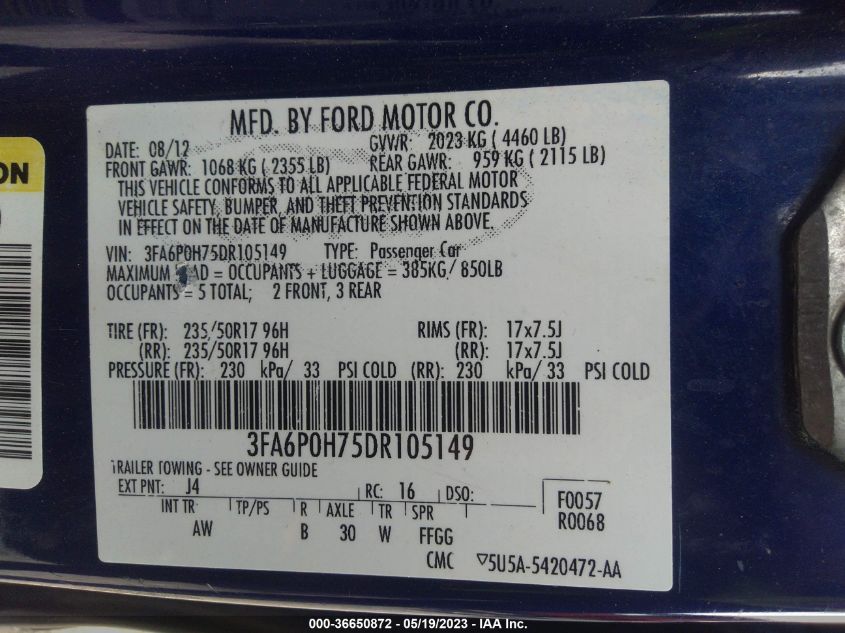 MFD. BY FORD MOTOR CO.
DATE: 08/12 GVWR: 2023 KG ( 4460 LB)
FRONT GAWR: 1068 KG ( 2355 LB) REAR GAWR: 959 KG ( 2115 LB)
THIS VEHICLE CONFORMS TO ALL APPLICABLE FEDERAL MOTOR
VEHICLE SAFETY, BUMPER, AND THEFT PREVENTION STANDARDS
IN EFFECT ON THE DATE OF MANUFACTURE SHOWN ABOVE.
VIN: 3FA6P0H75DR105149 TYPE: Passenger Car
MAXIMUM = OCCUPANTS + LUGGAGE = 385KG/ 850LB
OCCUPANTS = 5 TOTAL; 2 FRONT, 3 REAR
TIRE (FR): 235/50R17 96H RIMS (FR): 17x7.5J
(RR): 235/50R17 96H (RR): 17x7.5J
PRESSURE (FR): 230 kPa/ 33 PSI COLD (RR): 230 kPa/ 33 PSI COLD
3FA6P0H75DR105149
TRAILER TOWING - SEE OWNER GUIDE
EXT PNT: J4 RC: 16 DSO: F0057
INT TR TP/PS R AXLE TR SPR R0068
AW B 30 W FFGG
CMC ▽5U5A-5420472-AA
ON
000-36650872 - 05/19/2023 - IAA Inc.